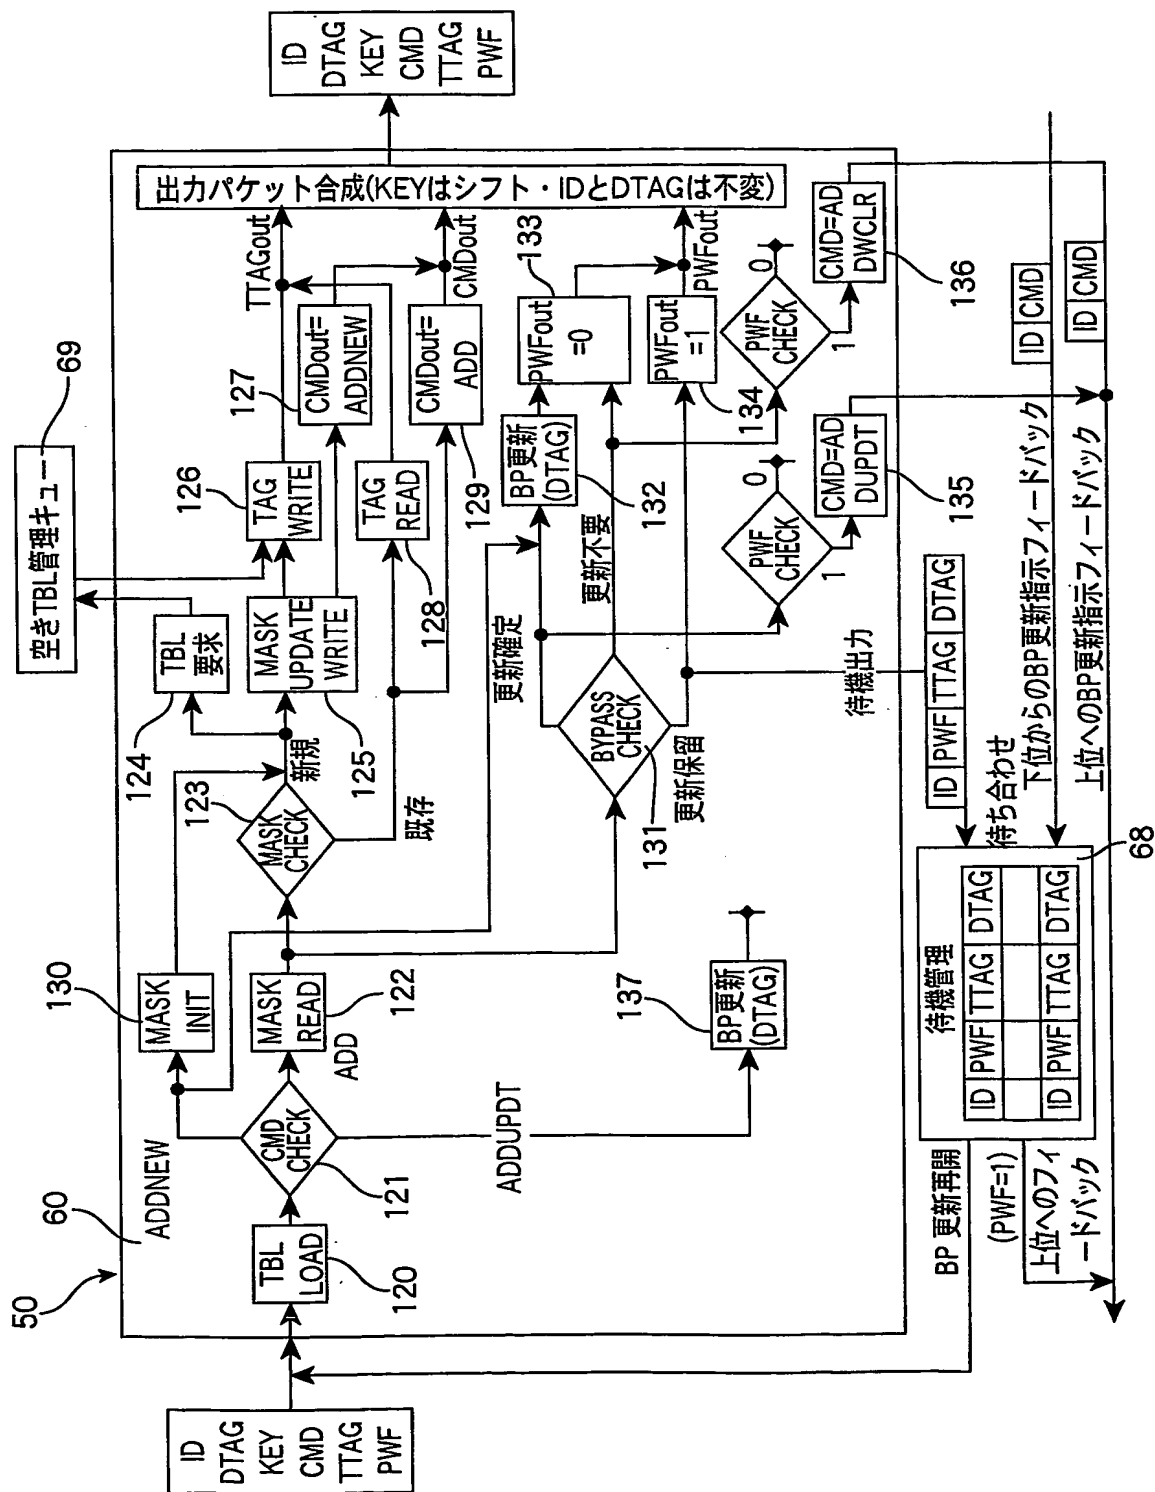 50
60
ID
DTAG
KEY
CMD
TTAG
PWF
TBL
LOAD
120
CMD
CHECK
121
ADDNEW
ADD
ADDUPDT
MASK
INIT
130
MASK
READ
122
BP更新
(DTAG)
137
MASK
CHECK
123
新規
既存
TBL
要求
124
空きTBL管理キュー
69
MASK
UPDATE
WRITE
125
TAG
WRITE
126
TAG
READ
128
CMDout=
ADDNEW
127
CMDout=
ADD
129
TTAGout
CMDout
BYPASS
CHECK
131
更新確定
更新不要
更新保留
BP更新
(DTAG)
132
PWFout
=0
133
PWFout
=1
134
PWFout
PWF
CHECK
0
1
CMD=AD
DUPDT
135
PWF
CHECK
0
1
CMD=AD
DWCLR
136
出力パケット合成(KEYはシフト・IDとDTAGは不変)
ID
DTAG
KEY
CMD
TTAG
PWF
待機出力
ID PWF TTAG DTAG
待ち合わせ
下位からのBP更新指示フィードバック
ID CMD
上位へのBP更新指示フィードバック
ID CMD
待機管理
ID PWF TTAG DTAG
ID PWF TTAG DTAG
68
BP 更新再開
(PWF=1)
上位へのフィ
ードバック